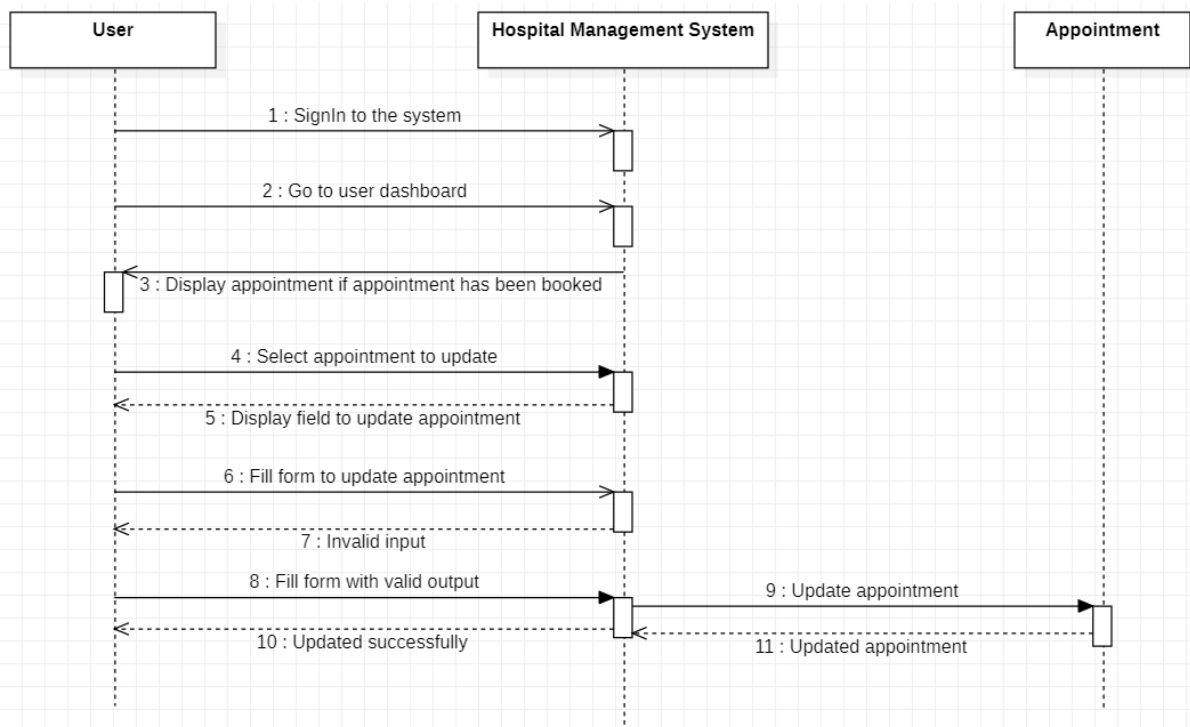 User
Hospital Management System
Appointment
1 : SignIn to the system
2 : Go to user dashboard
3 : Display appointment if appointment has been booked
4 : Select appointment to update
5 : Display field to update appointment
6 : Fill form to update appointment
7 : Invalid input
8 : Fill form with valid output
9 : Update appointment
10 : Updated successfully
11 : Updated appointment